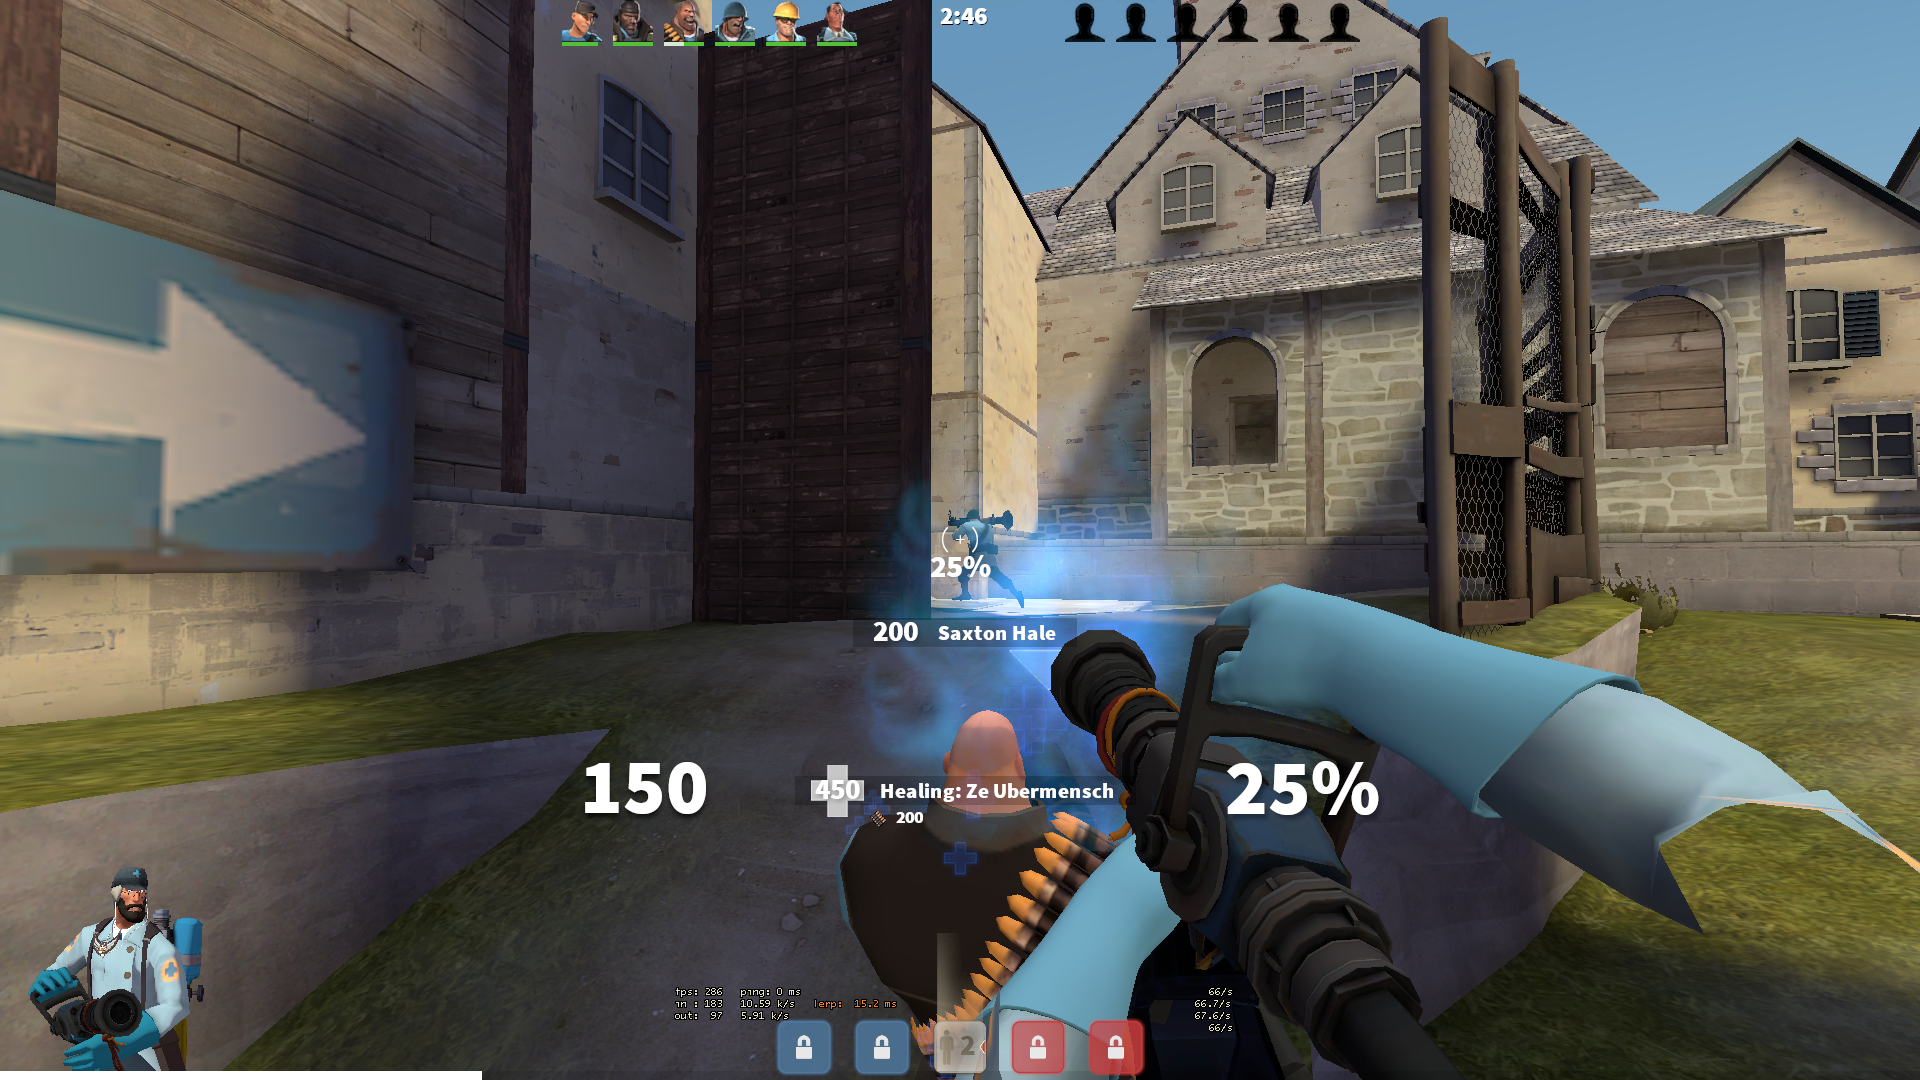 2:46
25%
200 Saxton Hale
150
450 Healing: Ze Ubermensch
200
25%
fps: 286 ping: 0 ms
in : 183 10.59 k/s lerp: 15.2 ms
out: 97 5.91 k/s
66/s
66.7/s
67.6/s
66/s
2